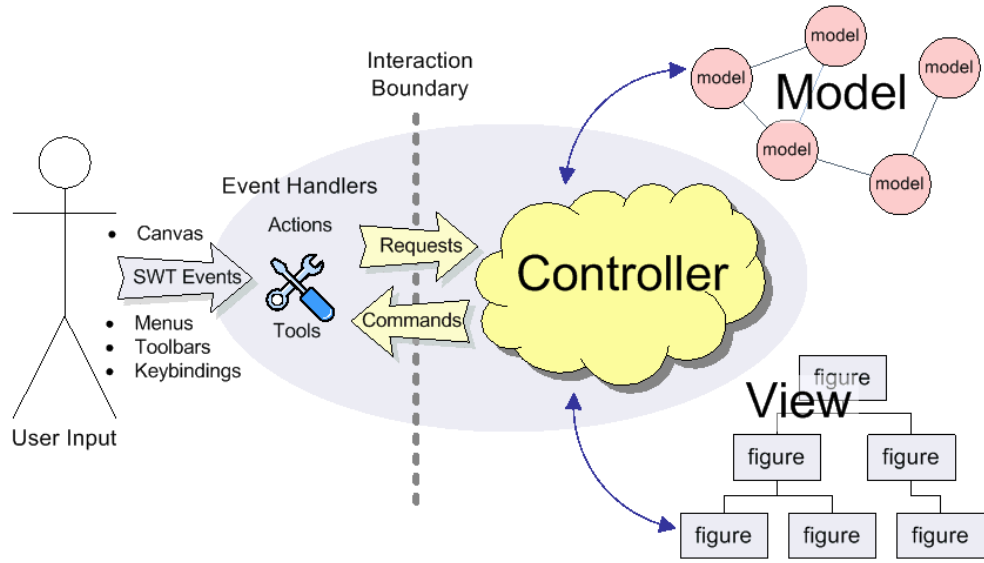 Interaction
Boundary
Event Handlers
Actions
Canvas
SWT Events
Tools
Menus
Toolbars
Keybindings
User Input
Requests
Commands
Controller
model
model
model
Model
model
model
figure
View
figure
figure
figure
figure
figure